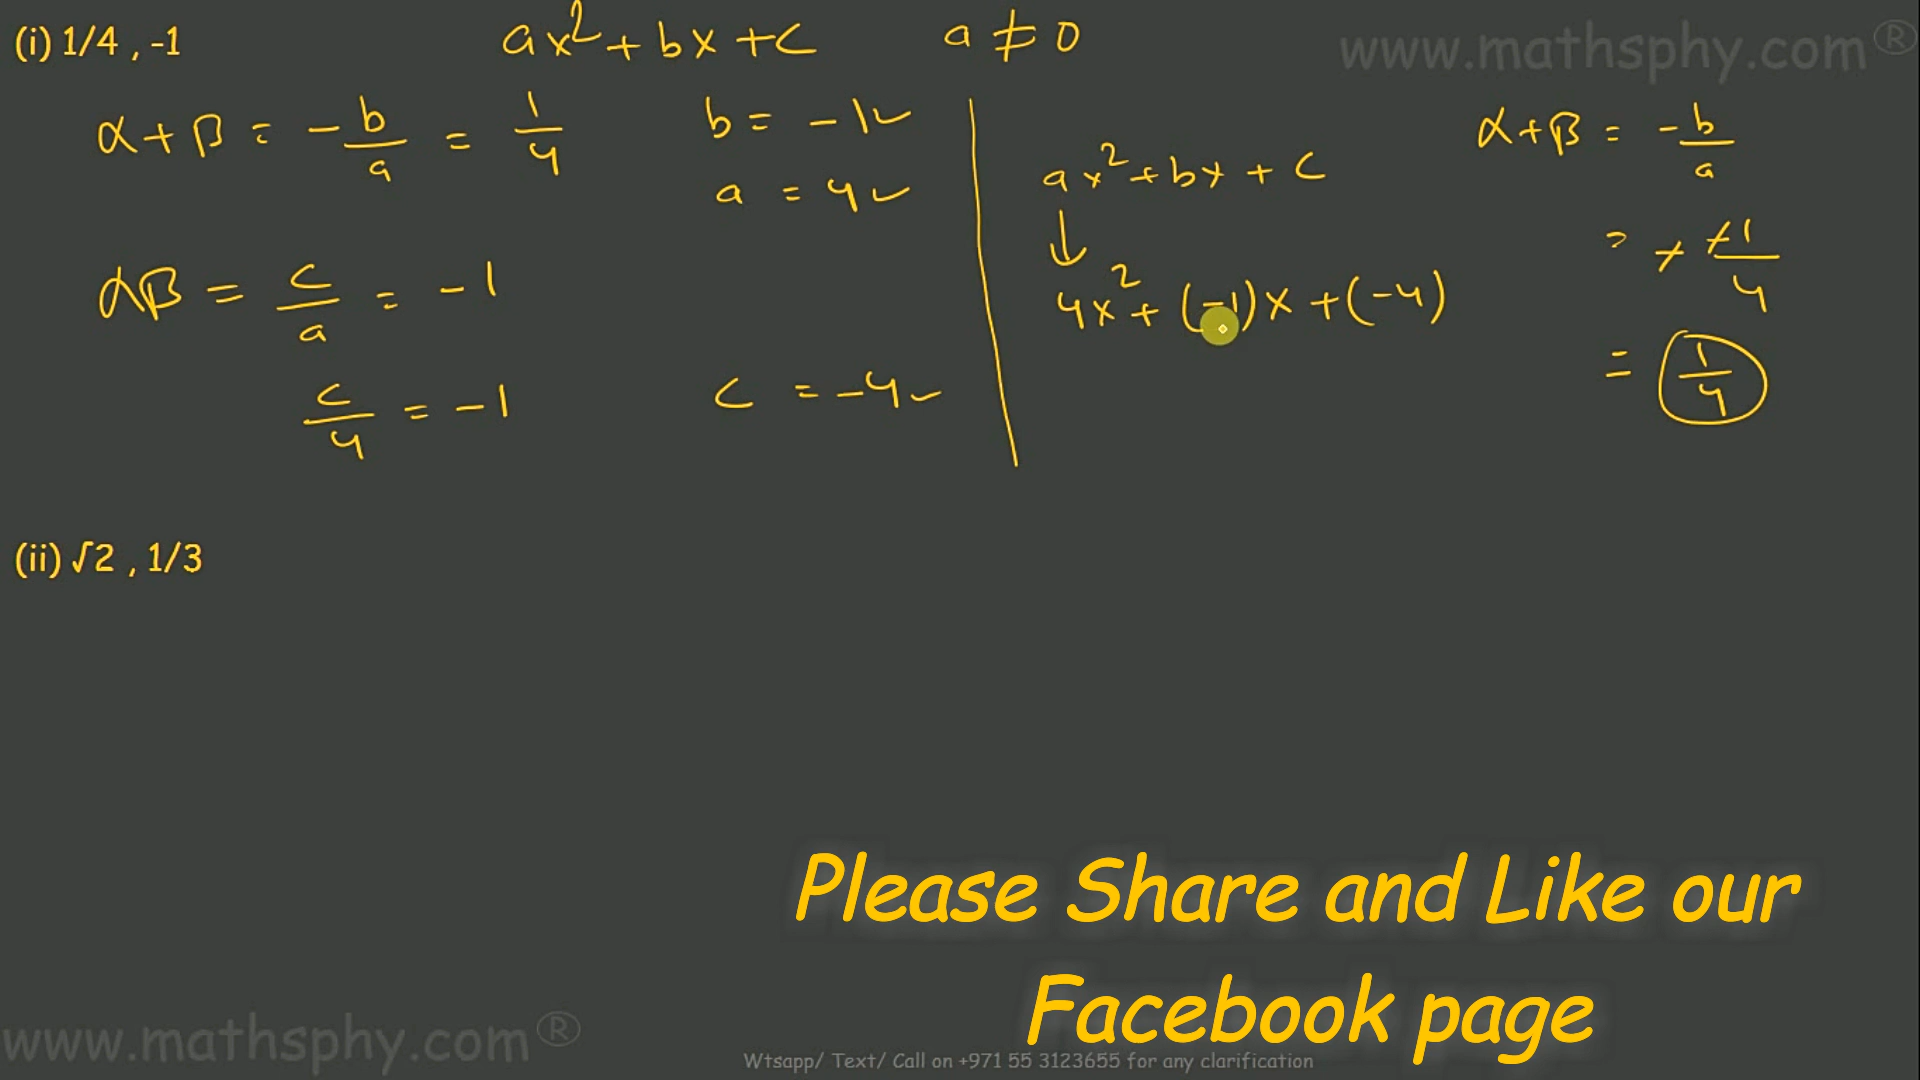 (i) 1/4 , -1
ax² + bx + c a ≠ 0
www.mathsphy.com®
α + β = - b/a = 1/4
b = -1 ✓
a = 4 ✓
αβ = c/a = -1
c/4 = -1
c = -4 ✓
ax² + bx + c
↓
4x² + (-1)x + (-4)
α + β = - b/a
= - -1/4
= 1/4
(ii) √2 , 1/3
Please Share and Like our
Facebook page
www.mathsphy.com®
Wtsapp/ Text/ Call on +971 55 3123655 for any clarification